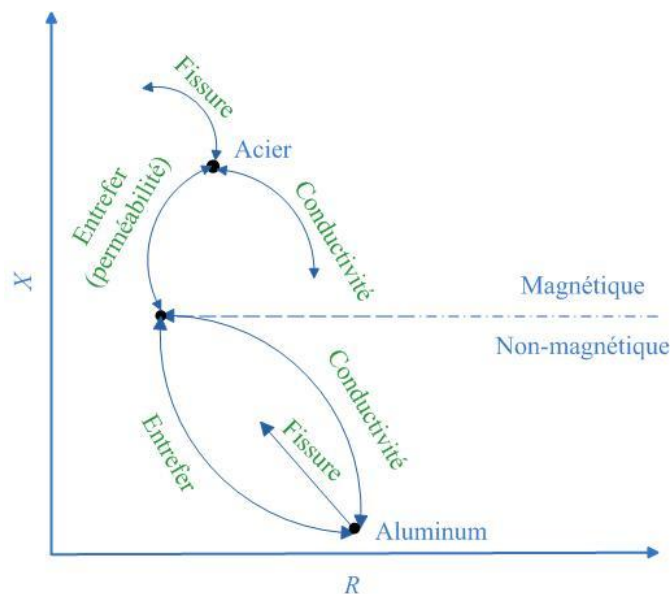 Fissure
Acier
Entrefer
(perméabilité)
Conductivité
X
Magnétique
Non-magnétique
Conductivité
Entrefer
Fissure
Aluminum
R